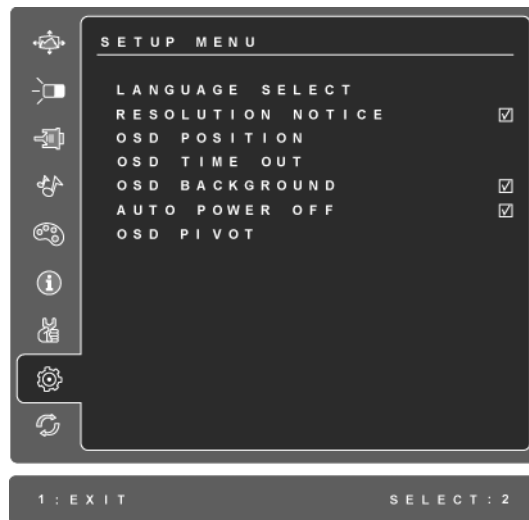 SETUP MENU
LANGUAGE SELECT
RESOLUTION NOTICE
OSD POSITION
OSD TIME OUT
OSD BACKGROUND
AUTO POWER OFF
OSD PIVOT
1:EXIT SELECT:2